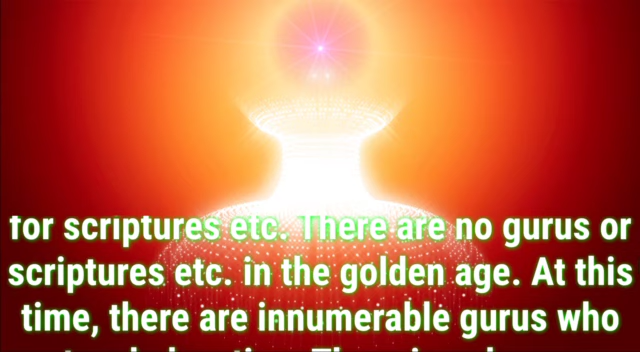 for scriptures etc. There are no gurus or
scriptures etc. in the golden age. At this
time, there are innumerable gurus who